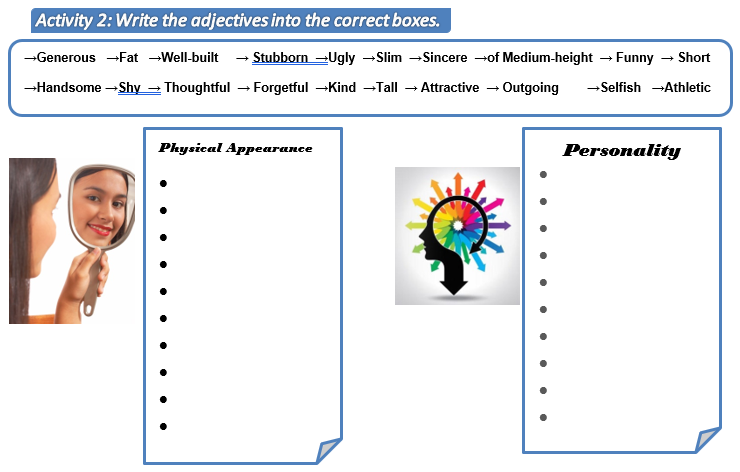 Activity 2: Write the adjectives into the correct boxes.
→Generous →Fat →Well-built → Stubborn →Ugly →Slim →Sincere →of Medium-height → Funny → Short
→Handsome →Shy → Thoughtful → Forgetful →Kind →Tall → Attractive → Outgoing →Selfish →Athletic
Physical Appearance
Personality